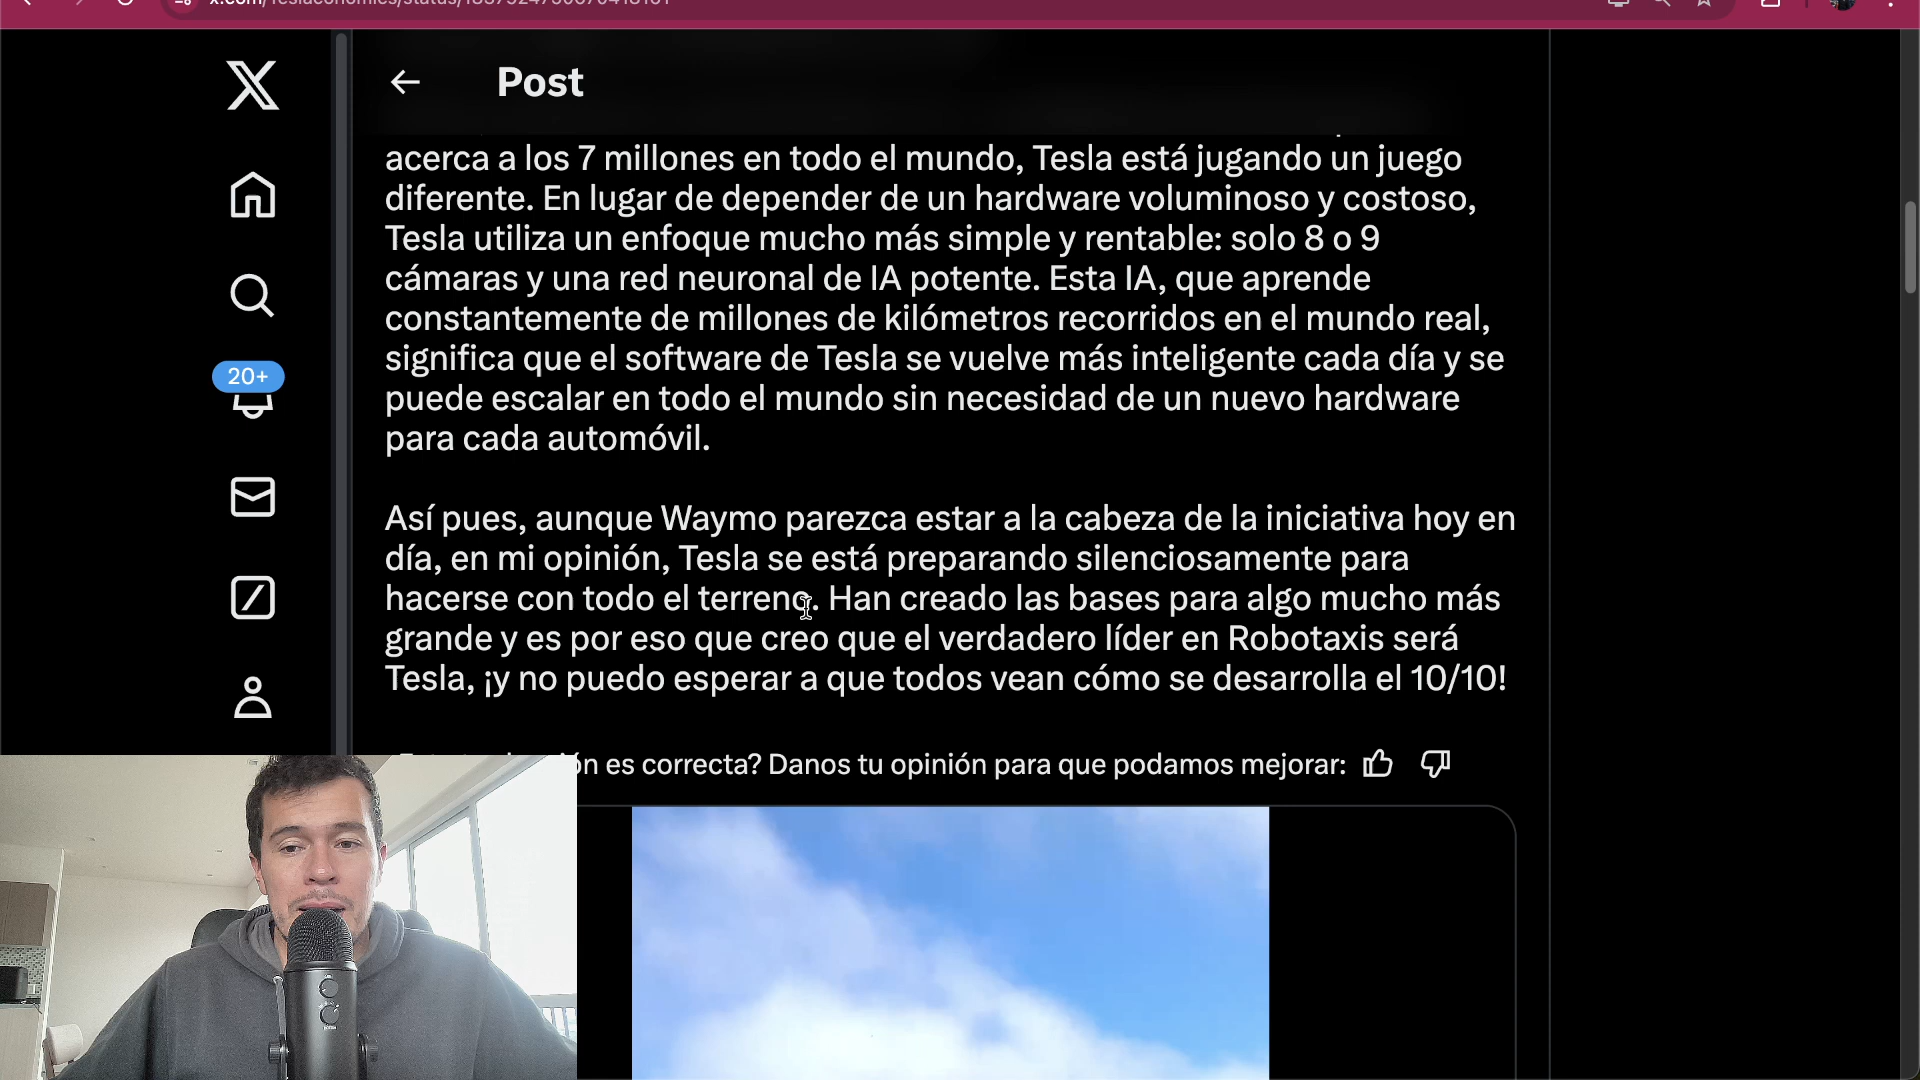 Post
acerca a los 7 millones en todo el mundo, Tesla está jugando un juego
diferente. En lugar de depender de un hardware voluminoso y costoso,
Tesla utiliza un enfoque mucho más simple y rentable: solo 8 o 9
cámaras y una red neuronal de IA potente. Esta IA, que aprende
constantemente de millones de kilómetros recorridos en el mundo real,
significa que el software de Tesla se vuelve más inteligente cada día y se
puede escalar en todo el mundo sin necesidad de un nuevo hardware
para cada automóvil.
20+
Así pues, aunque Waymo parezca estar a la cabeza de la iniciativa hoy en
día, en mi opinión, Tesla se está preparando silenciosamente para
hacerse con todo el terreno. Han creado las bases para algo mucho más
grande y es por eso que creo que el verdadero líder en Robotaxis será
Tesla, ¡y no puedo esperar a que todos vean cómo se desarrolla el 10/10!
es correcta? Danos tu opinión para que podamos mejorar: